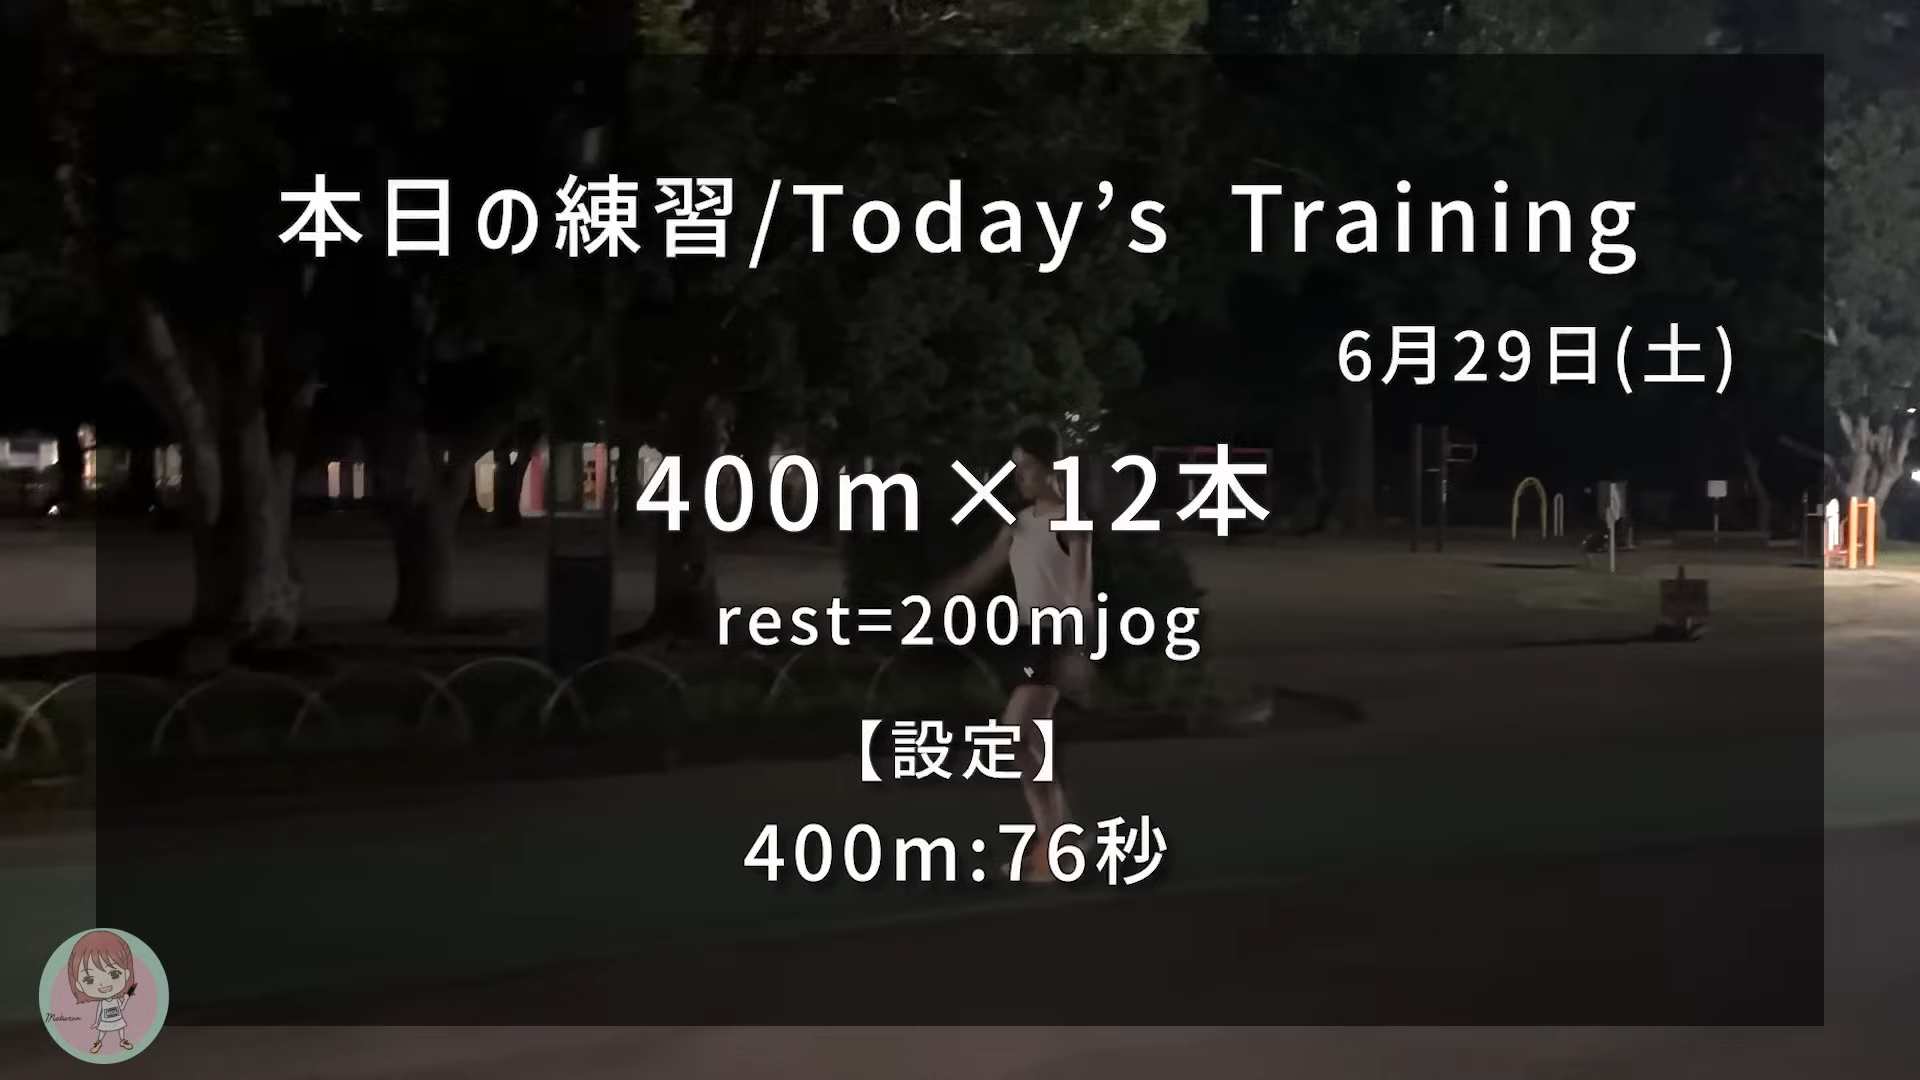 本日の練習/Today’s Training
6月29日(土)
400m×12本
rest=200mjog
【設定】
400m:76秒